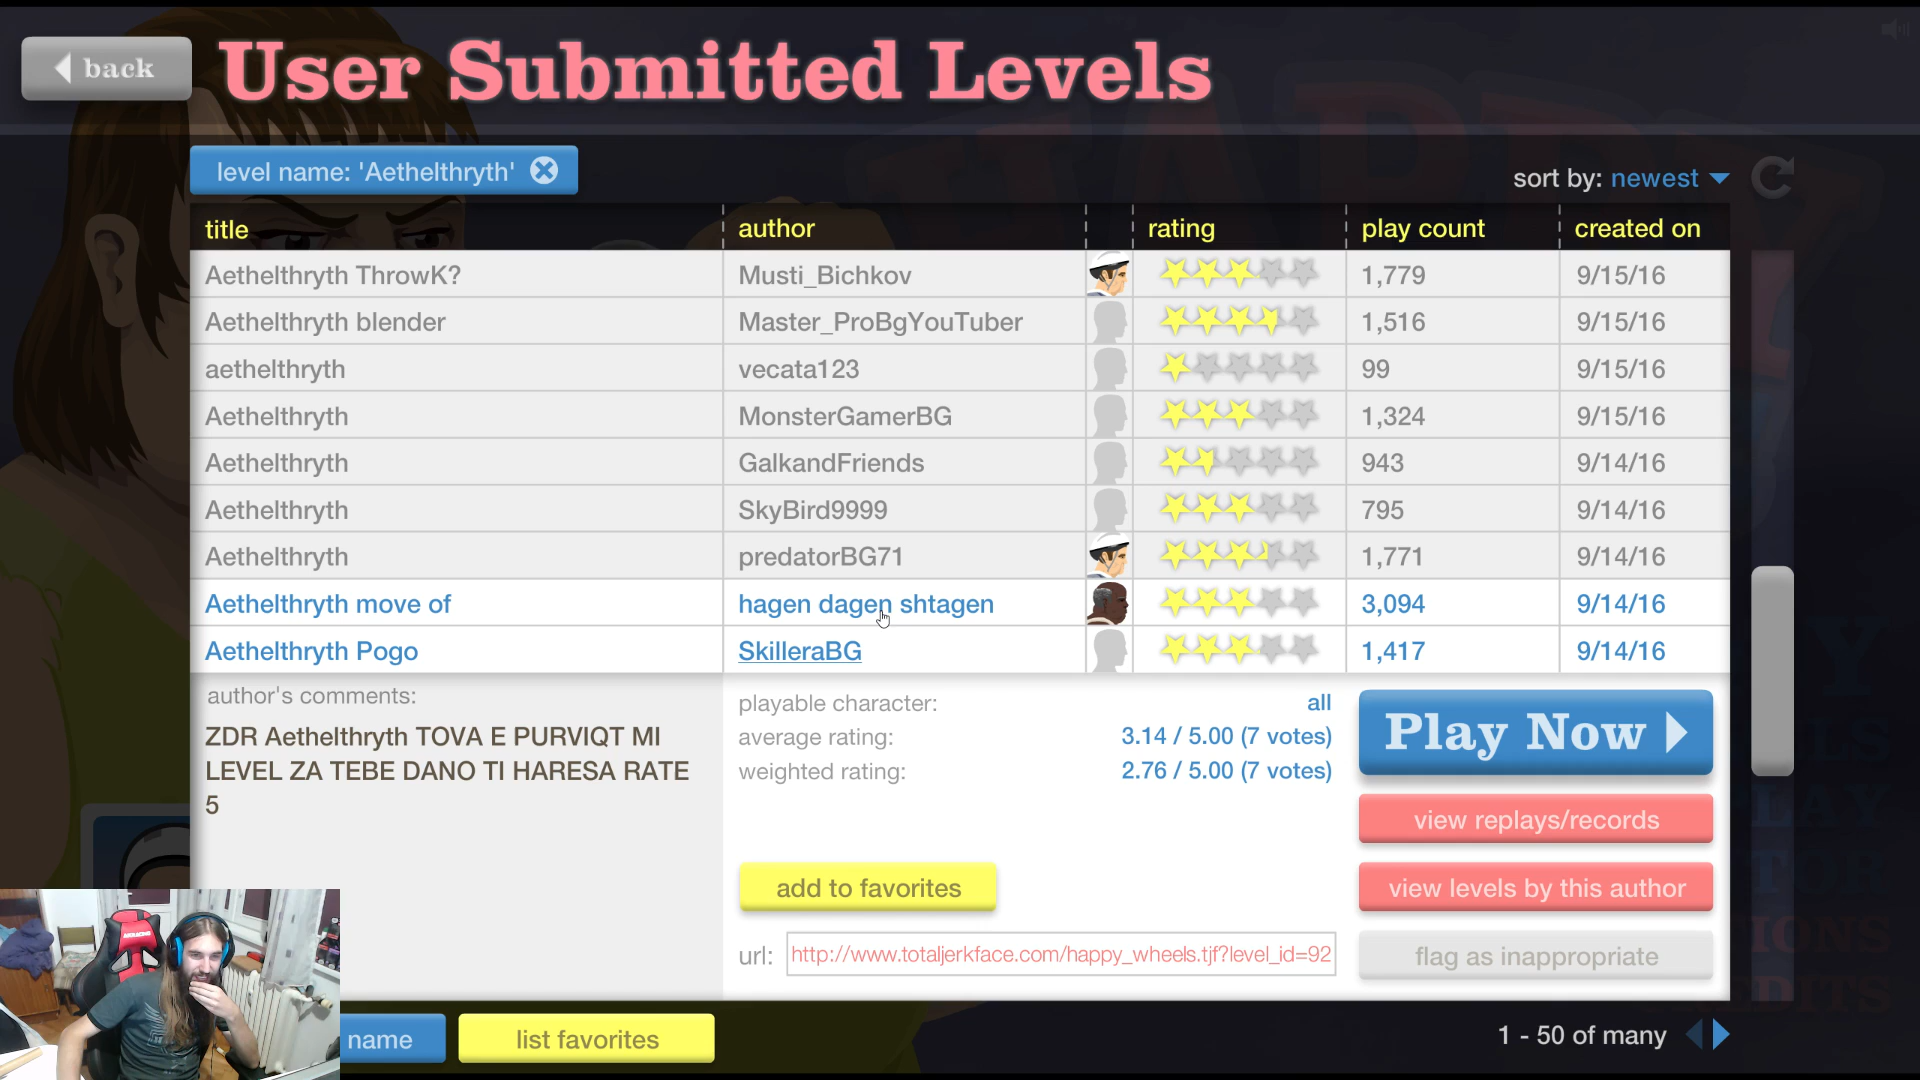 back
User Submitted Levels
level name: 'Aethelthryth'
sort by: newest
title author rating play count created on
Aethelthryth ThrowK? Musti_Bichkov 1,779 9/15/16
Aethelthryth blender Master_ProBgYouTuber 1,516 9/15/16
aethelthryth vecata123 99 9/15/16
Aethelthryth MonsterGamerBG 1,324 9/15/16
Aethelthryth GalkandFriends 943 9/14/16
Aethelthryth SkyBird9999 795 9/14/16
Aethelthryth predatorBG71 1,771 9/14/16
Aethelthryth move of hagen dagen shtagen 3,094 9/14/16
Aethelthryth Pogo SkilleraBG 1,417 9/14/16
author's comments:
ZDR Aethelthryth TOVA E PURVIQT MI
LEVEL ZA TEBE DANO TI HARESA RATE
5
playable character: all
average rating: 3.14 / 5.00 (7 votes)
weighted rating: 2.76 / 5.00 (7 votes)
add to favorites
url: http://www.totaljerkface.com/happy_wheels.tjf?level_id=92
Play Now
view replays/records
view levels by this author
flag as inappropriate
name
list favorites
1 - 50 of many